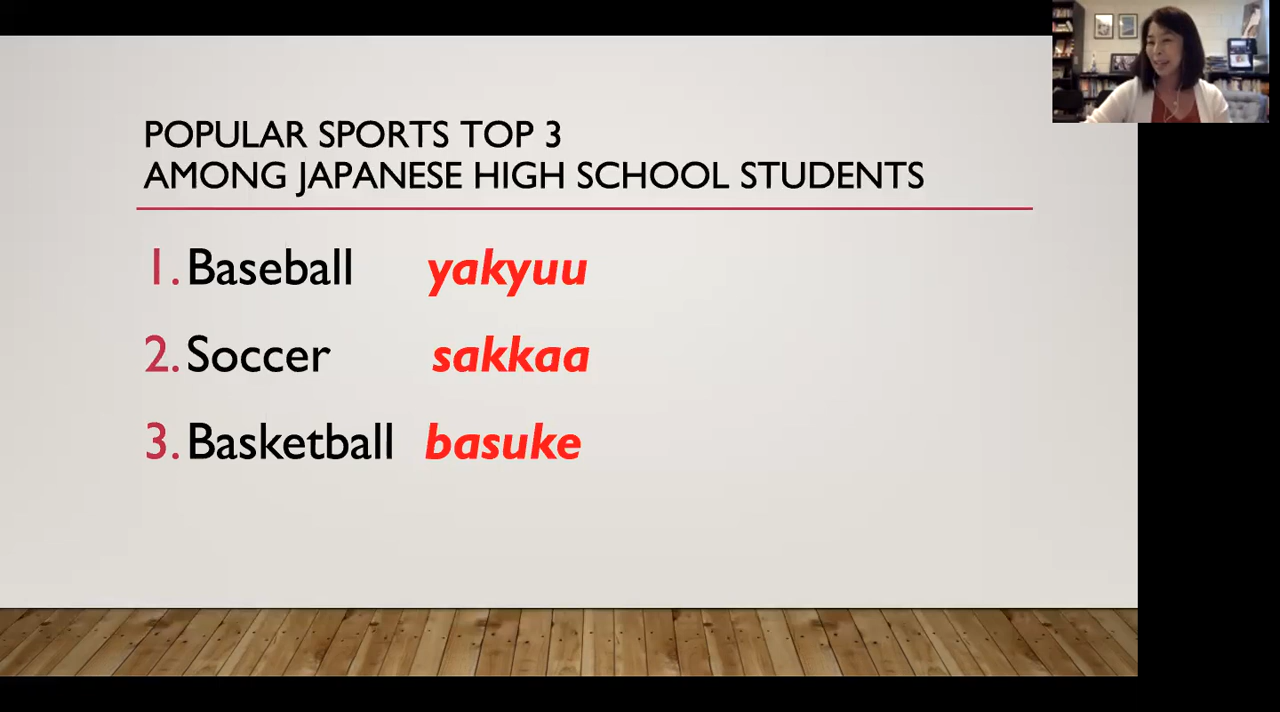 POPULAR SPORTS TOP 3
AMONG JAPANESE HIGH SCHOOL STUDENTS
1. Baseball yakyuu
2. Soccer sakkaa
3. Basketball basuke